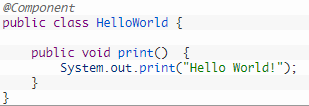 @Component
public class HelloWorld {
    public void print()  {
        System.out.print("Hello World!");
    }
}